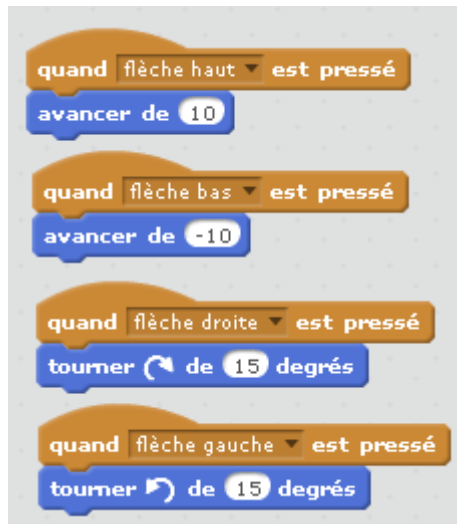 quand flèche haut est pressé
avancer de 10
quand flèche bas est pressé
avancer de -10
quand flèche droite est pressé
tourner de 15 degrés
quand flèche gauche est pressé
tourner de 15 degrés